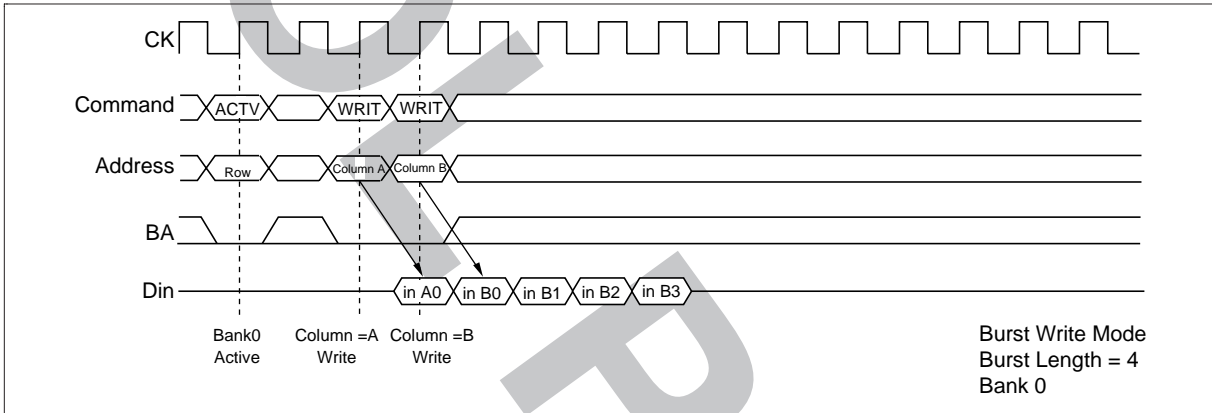 CK
Command ACTV WRIT WRIT
Address Row Column A Column B
BA
Din in A0 in B0 in B1 in B2 in B3
Bank0 Column =A Column =B
Active Write Write
Burst Write Mode
Burst Length = 4
Bank 0